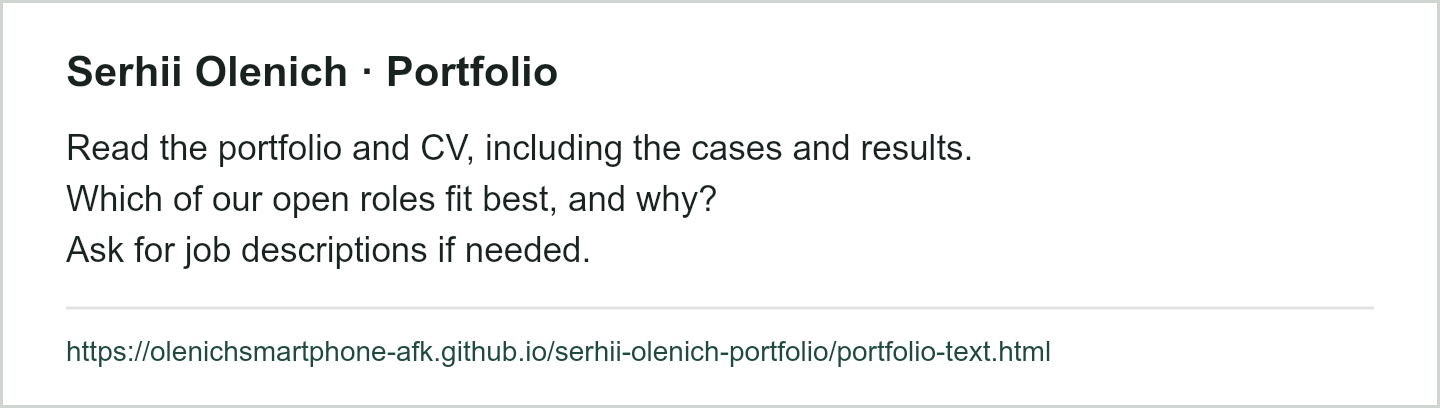 Serhii Olenich · Portfolio
Read the portfolio and CV, including the cases and results.
Which of our open roles fit best, and why?
Ask for job descriptions if needed.
https://olenichsmartphone-afk.github.io/serhii-olenich-portfolio/portfolio-text.html